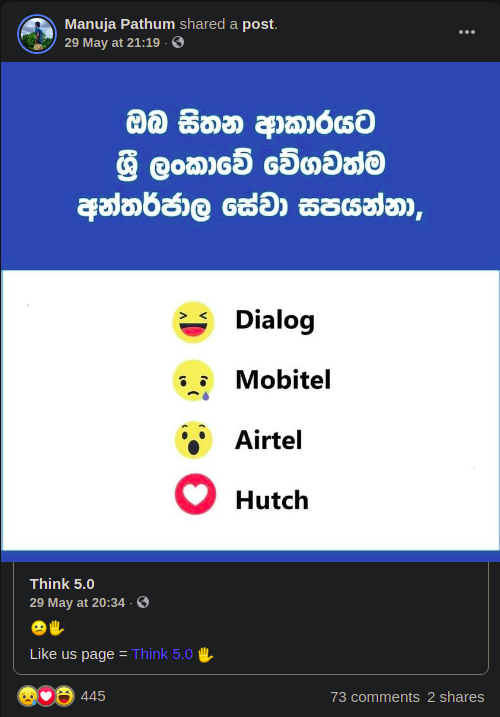 Manuja Pathum shared a post.
29 May at 21:19 ·
ඔබ සිතන ආකාරයට
ශ්‍රී ලංකාවේ වේගවත්ම
අන්තර්ජාල සේවා සපයන්නා,
Dialog
Mobitel
Airtel
Hutch
Think 5.0
29 May at 20:34 ·
😕🖐
Like us page = Think 5.0 🖐
445
73 comments 2 shares